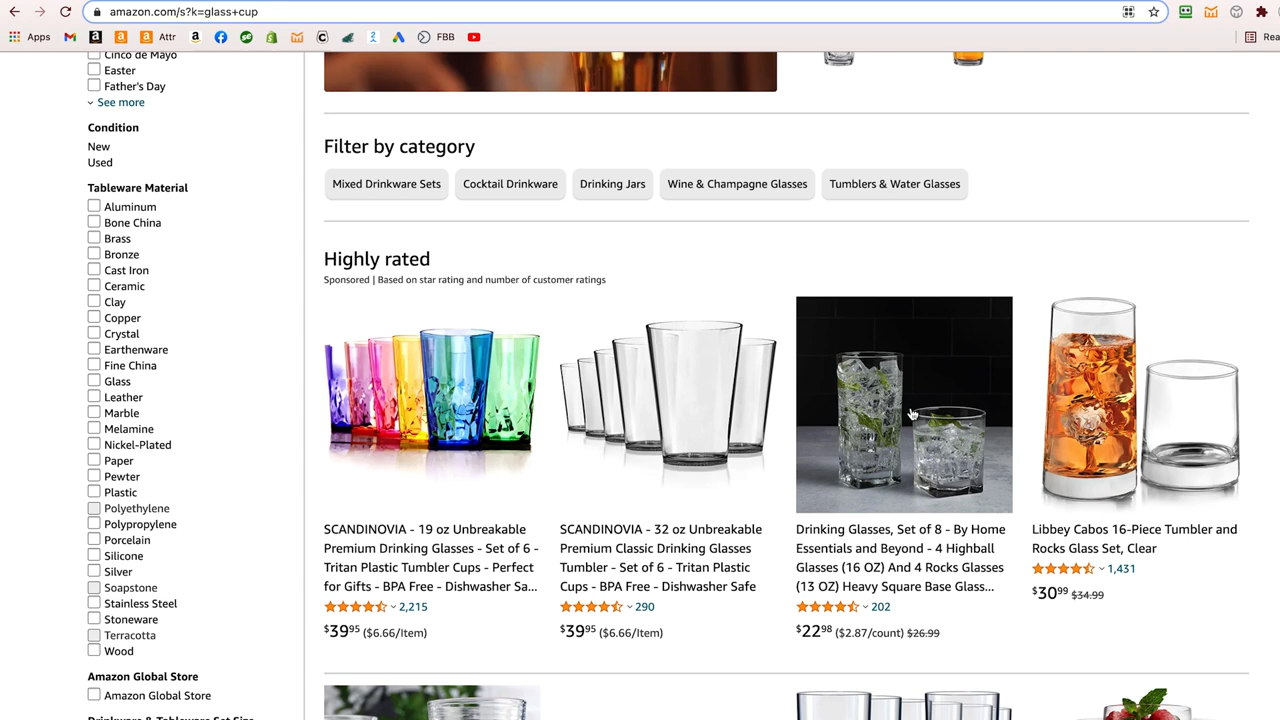 amazon.com/s?k=glass+cup
Apps
Attr
FBB
Rea
Cinco de Mayo
Easter
Father's Day
See more
Condition
New
Used
Tableware Material
Aluminum
Bone China
Brass
Bronze
Cast Iron
Ceramic
Clay
Copper
Crystal
Earthenware
Fine China
Glass
Leather
Marble
Melamine
Nickel-Plated
Paper
Pewter
Plastic
Polyethylene
Polypropylene
Porcelain
Silicone
Silver
Soapstone
Stainless Steel
Stoneware
Terracotta
Wood
Amazon Global Store
Amazon Global Store
Drinkware & Tableware Set Size
Filter by category
Mixed Drinkware Sets
Cocktail Drinkware
Drinking Jars
Wine & Champagne Glasses
Tumblers & Water Glasses
Highly rated
Sponsored | Based on star rating and number of customer ratings
SCANDINOVIA - 19 oz Unbreakable
Premium Drinking Glasses - Set of 6 -
Tritan Plastic Tumbler Cups - Perfect
for Gifts - BPA Free - Dishwasher Sa...
2,215
$39 95 ($6.66/Item)
SCANDINOVIA - 32 oz Unbreakable
Premium Classic Drinking Glasses
Tumbler - Set of 6 - Tritan Plastic
Cups - BPA Free - Dishwasher Safe
290
$39 95 ($6.66/Item)
Drinking Glasses, Set of 8 - By Home
Essentials and Beyond - 4 Highball
Glasses (16 OZ) And 4 Rocks Glasses
(13 OZ) Heavy Square Base Glass...
202
$22 98 ($2.87/count) $26.99
Libbey Cabos 16-Piece Tumbler and
Rocks Glass Set, Clear
1,431
$30 99 $34.99